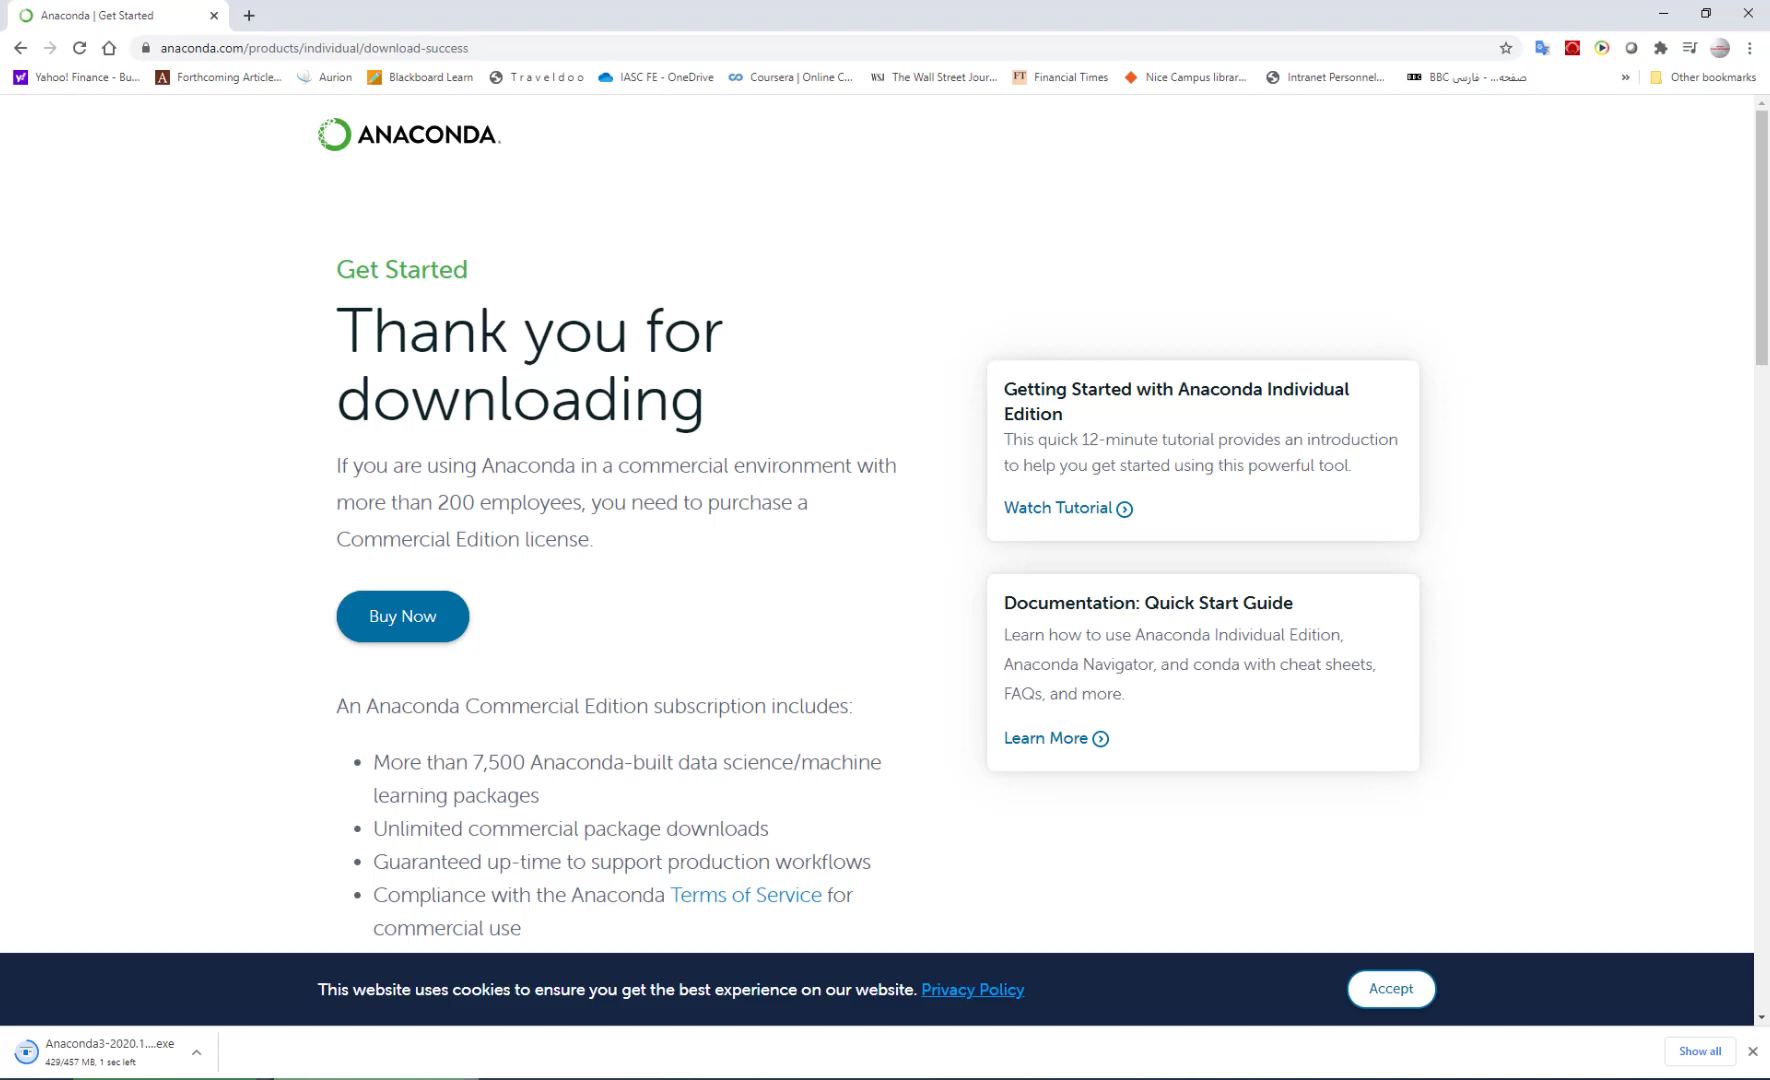 Anaconda | Get Started
anaconda.com/products/individual/download-success
Yahoo! Finance - Bu... Forthcoming Article... Aurion Blackboard Learn T r a v e l d o o IASC FE - OneDrive Coursera | Online C... WSJ The Wall Street Jour... FT Financial Times Nice Campus librar... Intranet Personnel... BBC صفحه... - فارسی BBC » Other bookmarks
ANACONDA.
Get Started
Thank you for
downloading
If you are using Anaconda in a commercial environment with
more than 200 employees, you need to purchase a
Commercial Edition license.
Buy Now
An Anaconda Commercial Edition subscription includes:
• More than 7,500 Anaconda-built data science/machine
learning packages
• Unlimited commercial package downloads
• Guaranteed up-time to support production workflows
• Compliance with the Anaconda Terms of Service for
commercial use
Getting Started with Anaconda Individual
Edition
This quick 12-minute tutorial provides an introduction
to help you get started using this powerful tool.
Watch Tutorial
Documentation: Quick Start Guide
Learn how to use Anaconda Individual Edition,
Anaconda Navigator, and conda with cheat sheets,
FAQs, and more.
Learn More
This website uses cookies to ensure you get the best experience on our website. Privacy Policy
Accept
Anaconda3-2020.1....exe
429/457 MB, 1 sec left
Show all